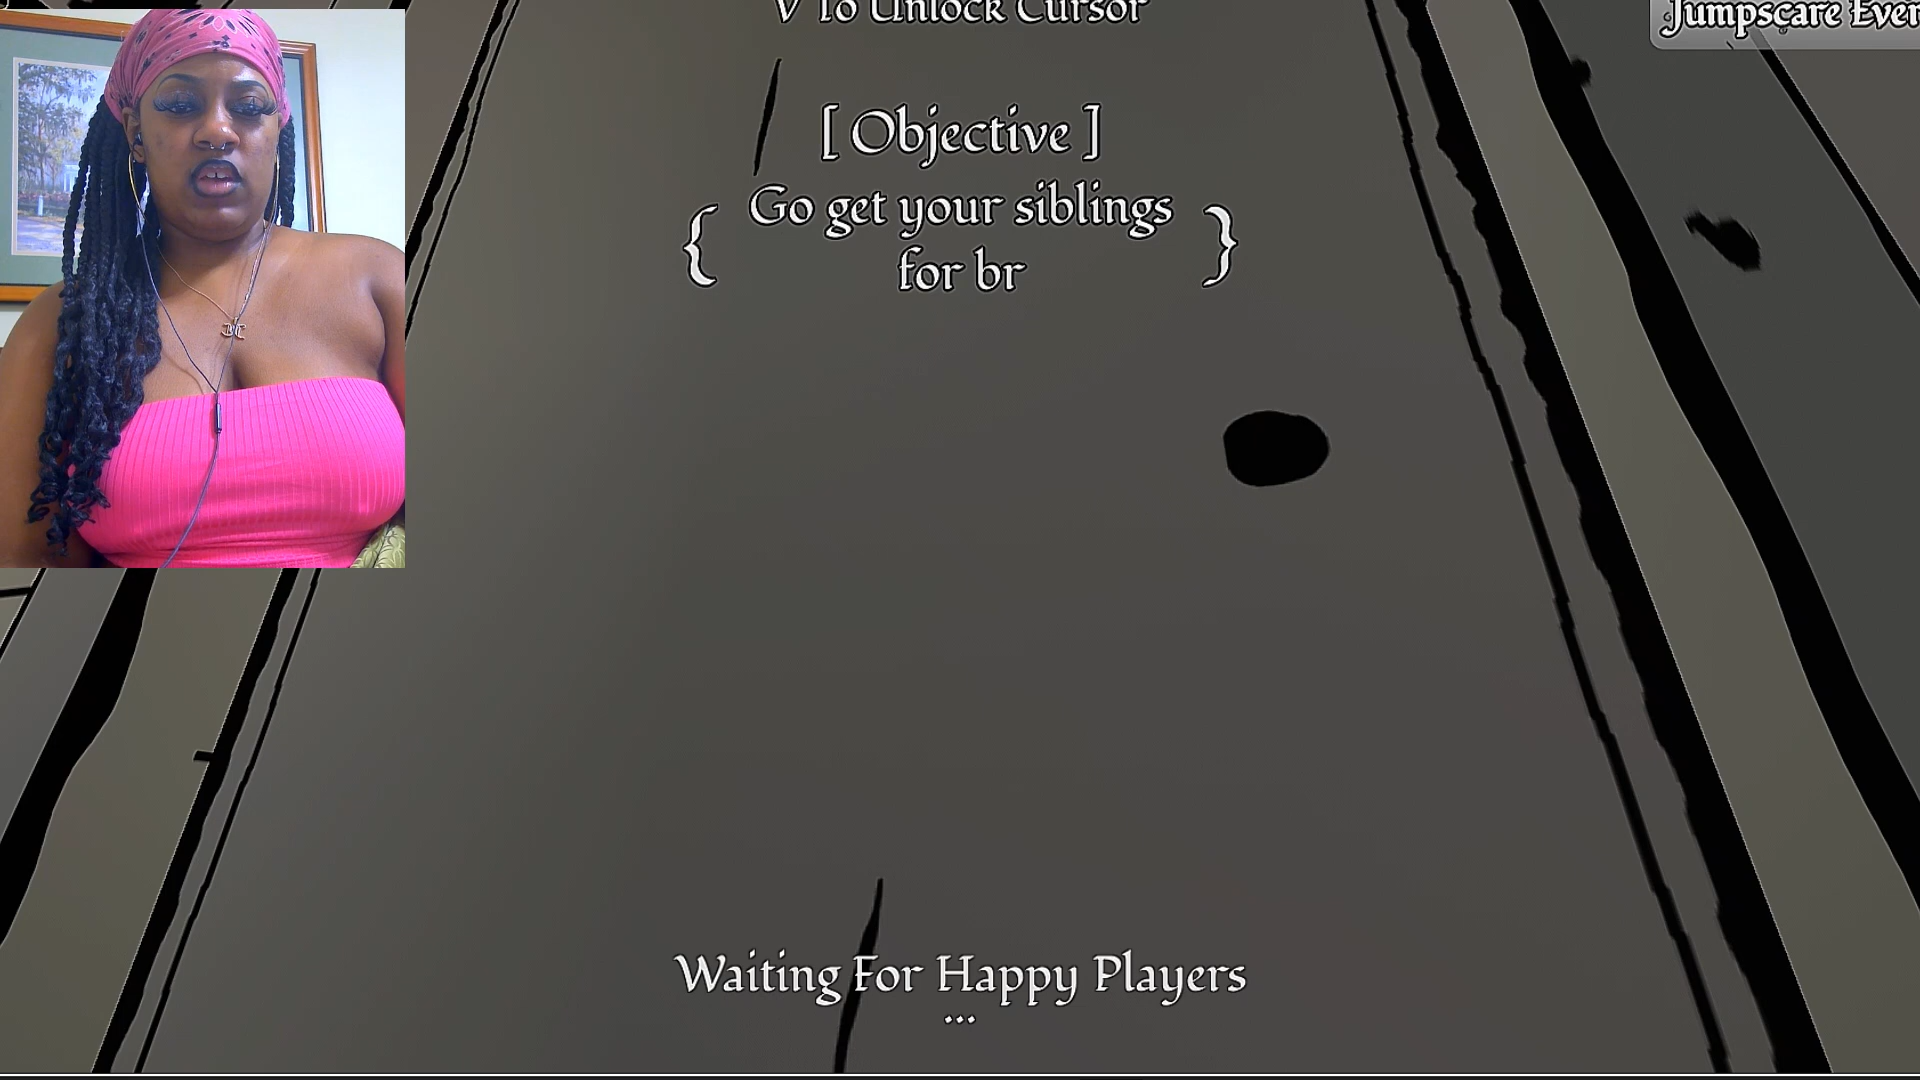 V To Unlock Cursor
Jumpscare Ever
[ Objective ]
{ Go get your siblings
for br }
Waiting For Happy Players
...